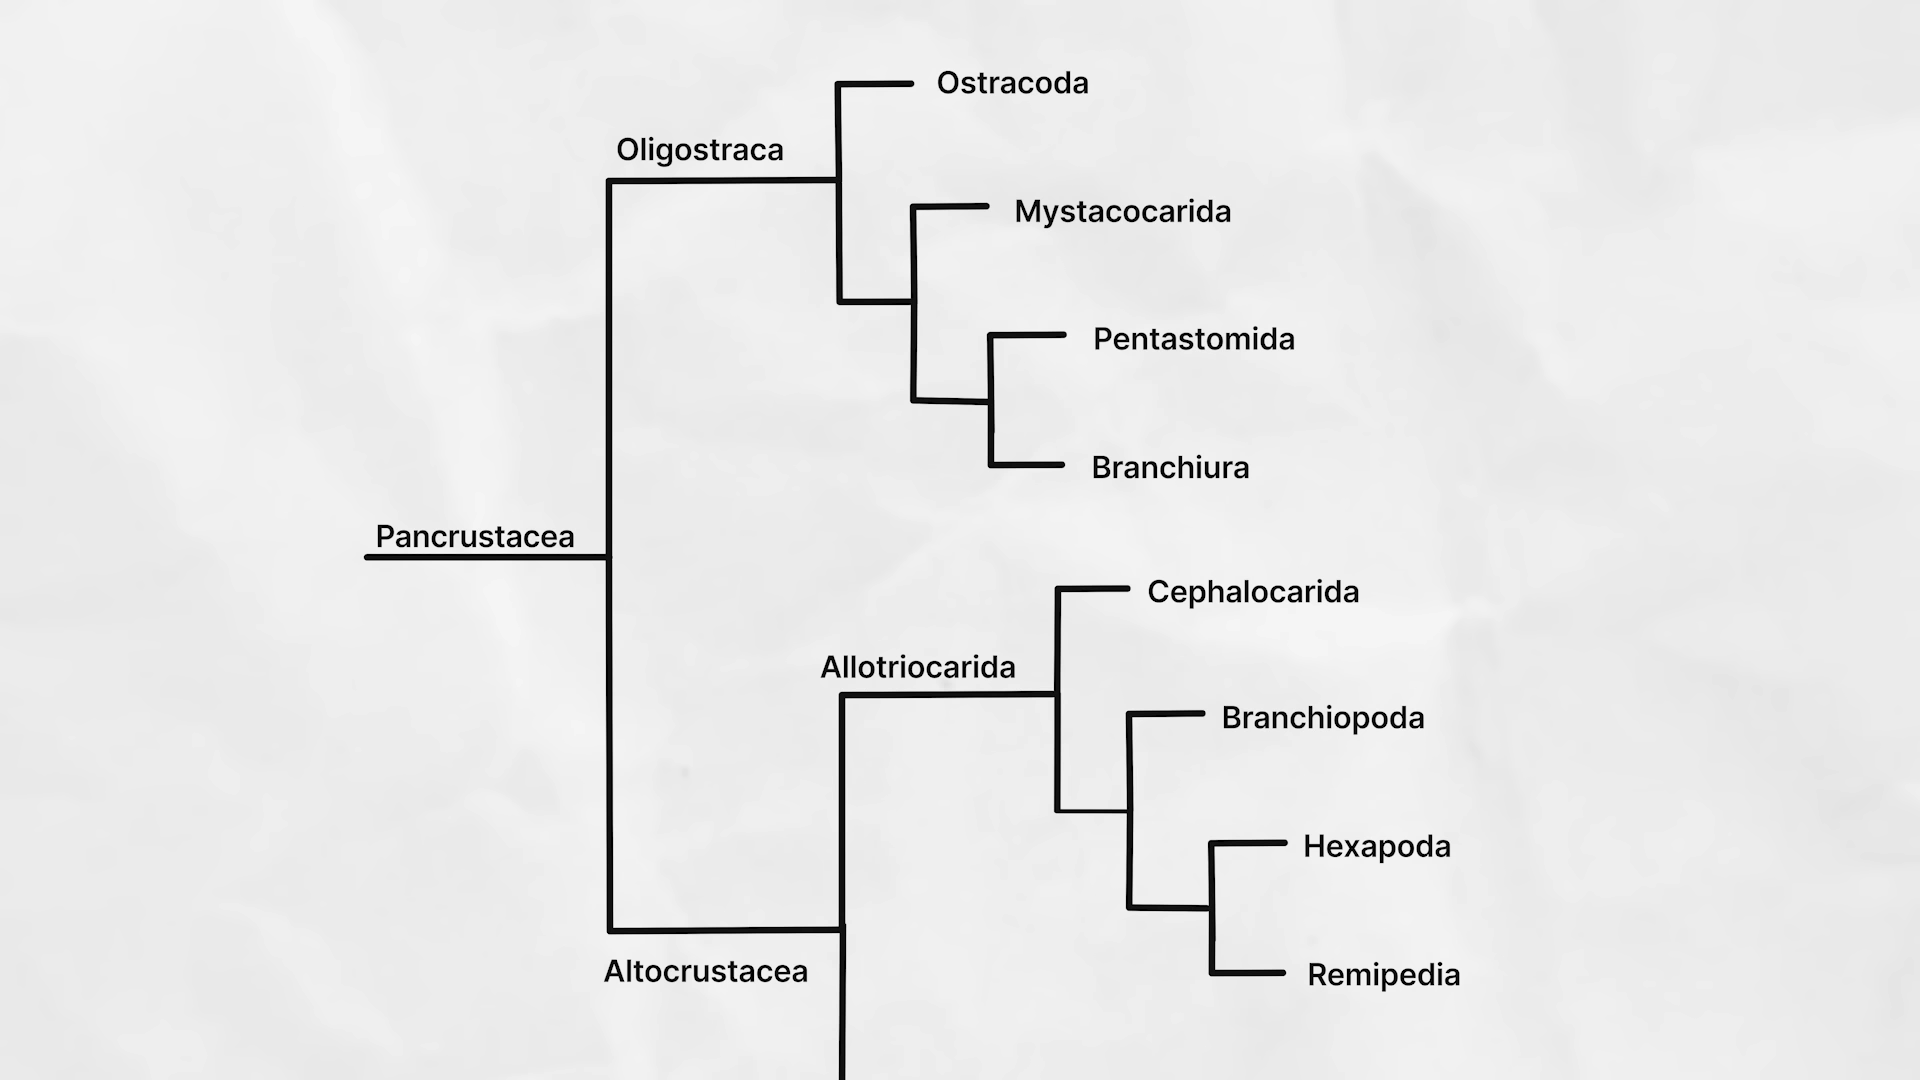 Ostracoda
Oligostraca
Mystacocarida
Pentastomida
Branchiura
Pancrustacea
Cephalocarida
Allotriocarida
Branchiopoda
Hexapoda
Altocrustacea
Remipedia